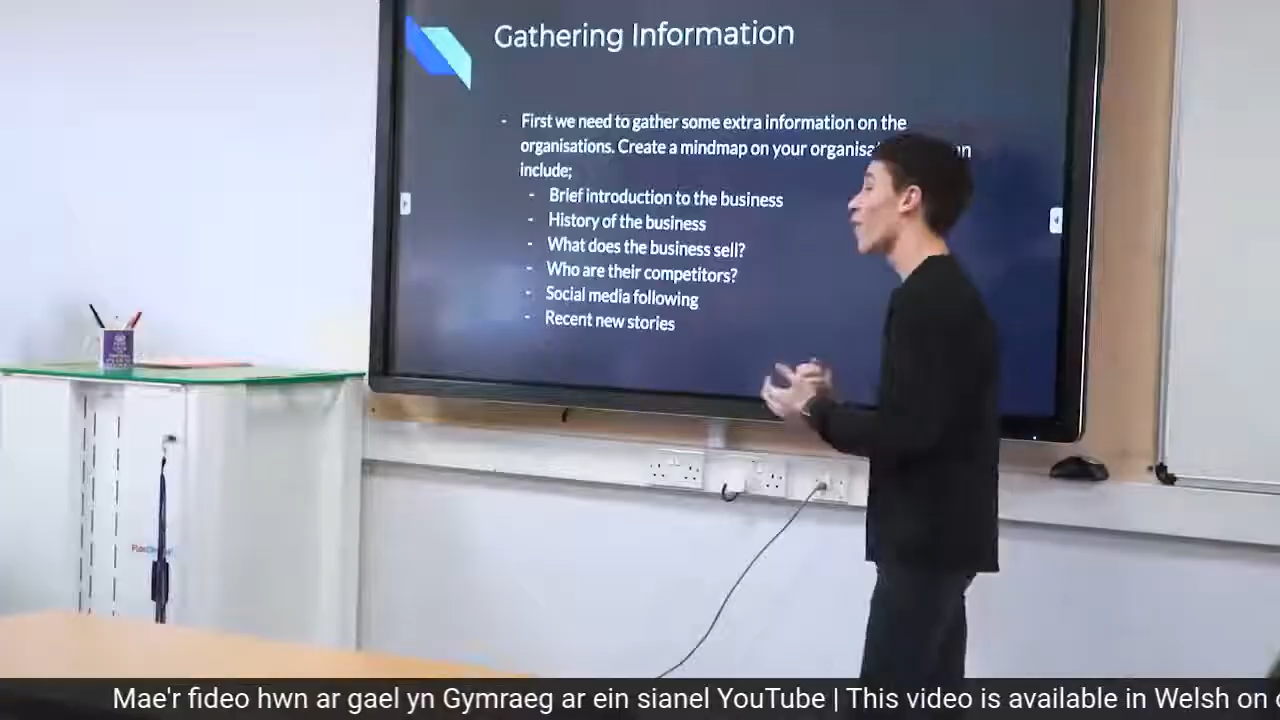 Gathering Information
- First we need to gather some extra information on the
organisations. Create a mindmap on your organisa
include;
- Brief introduction to the business
- History of the business
- What does the business sell?
- Who are their competitors?
- Social media following
- Recent new stories
Mae'r fideo hwn ar gael yn Gymraeg ar ein sianel YouTube | This video is available in Welsh on